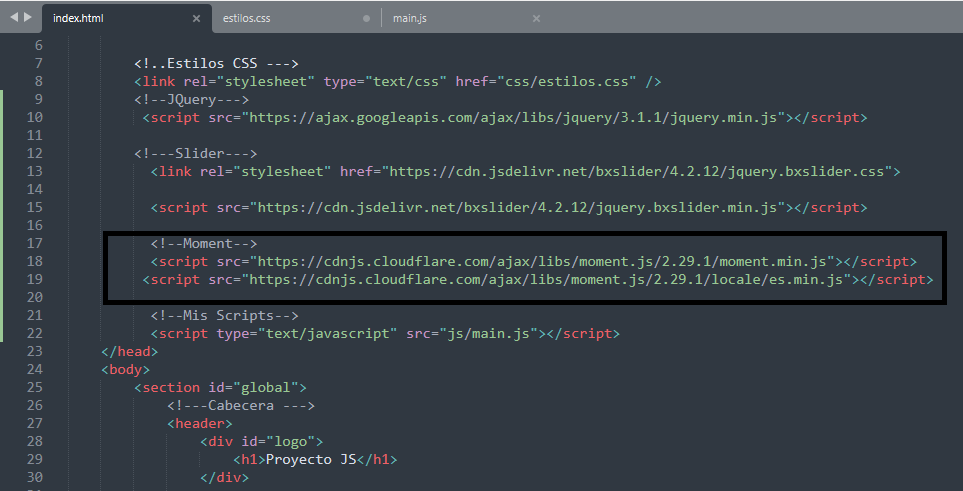 index.html × estilos.css main.js ×
6
7 <!..Estilos CSS --->
8 <link rel="stylesheet" type="text/css" href="css/estilos.css" />
9 <!--JQuery--->
10 <script src="https://ajax.googleapis.com/ajax/libs/jquery/3.1.1/jquery.min.js"></script>
11
12 <!---Slider--->
13 <link rel="stylesheet" href="https://cdn.jsdelivr.net/bxslider/4.2.12/jquery.bxslider.css">
14
15 <script src="https://cdn.jsdelivr.net/bxslider/4.2.12/jquery.bxslider.min.js"></script>
16
17 <!--Moment-->
18 <script src="https://cdnjs.cloudflare.com/ajax/libs/moment.js/2.29.1/moment.min.js"></script>
19 <script src="https://cdnjs.cloudflare.com/ajax/libs/moment.js/2.29.1/locale/es.min.js"></script>
20
21 <!--Mis Scripts-->
22 <script type="text/javascript" src="js/main.js"></script>
23 </head>
24 <body>
25 <section id="global">
26 <!---Cabecera --->
27 <header>
28 <div id="logo">
29 <h1>Proyecto JS</h1>
30 </div>